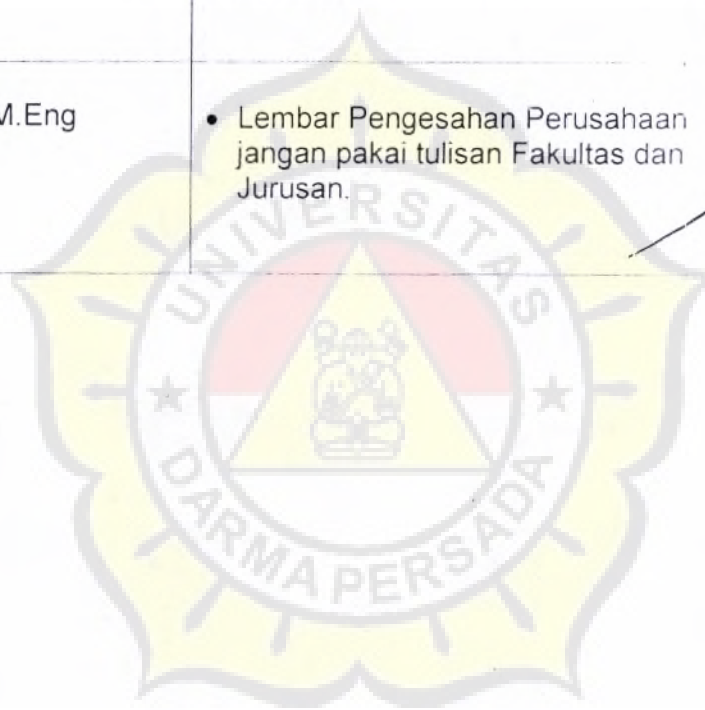 M.Eng
• Lembar Pengesahan Perusahaan
jangan pakai tulisan Fakultas dan
Jurusan.
UNIVERSITAS
DARMA PERSADA